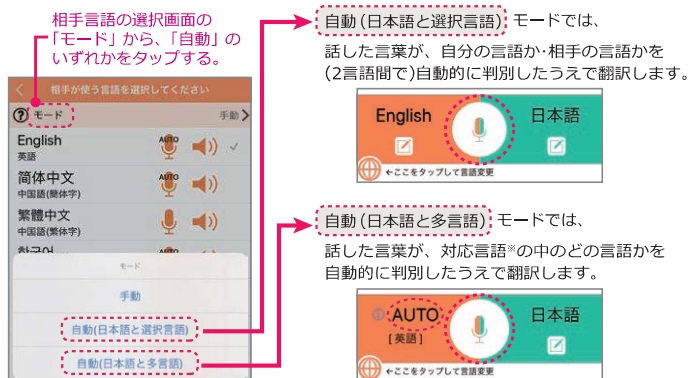 相手言語の選択画面の
「モード」から、「自動」の
いずれかをタップする。
相手が使う言語を選択してください
? モード 手動
English
英語
AUTO
简体中文
中国語(簡体字)
AUTO
繁體中文
中国語(繁体字)
한국어
AUTO
モード
手動
自動(日本語と選択言語)
自動(日本語と多言語)
自動(日本語と選択言語) モードでは、
話した言葉が、自分の言語か・相手の言語かを
(2言語間で)自動的に判別したうえで翻訳します。
English 日本語
←ここをタップして言語変更
自動(日本語と多言語) モードでは、
話した言葉が、対応言語※の中のどの言語かを
自動的に判別したうえで翻訳します。
AUTO 日本語
[英語]
←ここをタップして言語変更